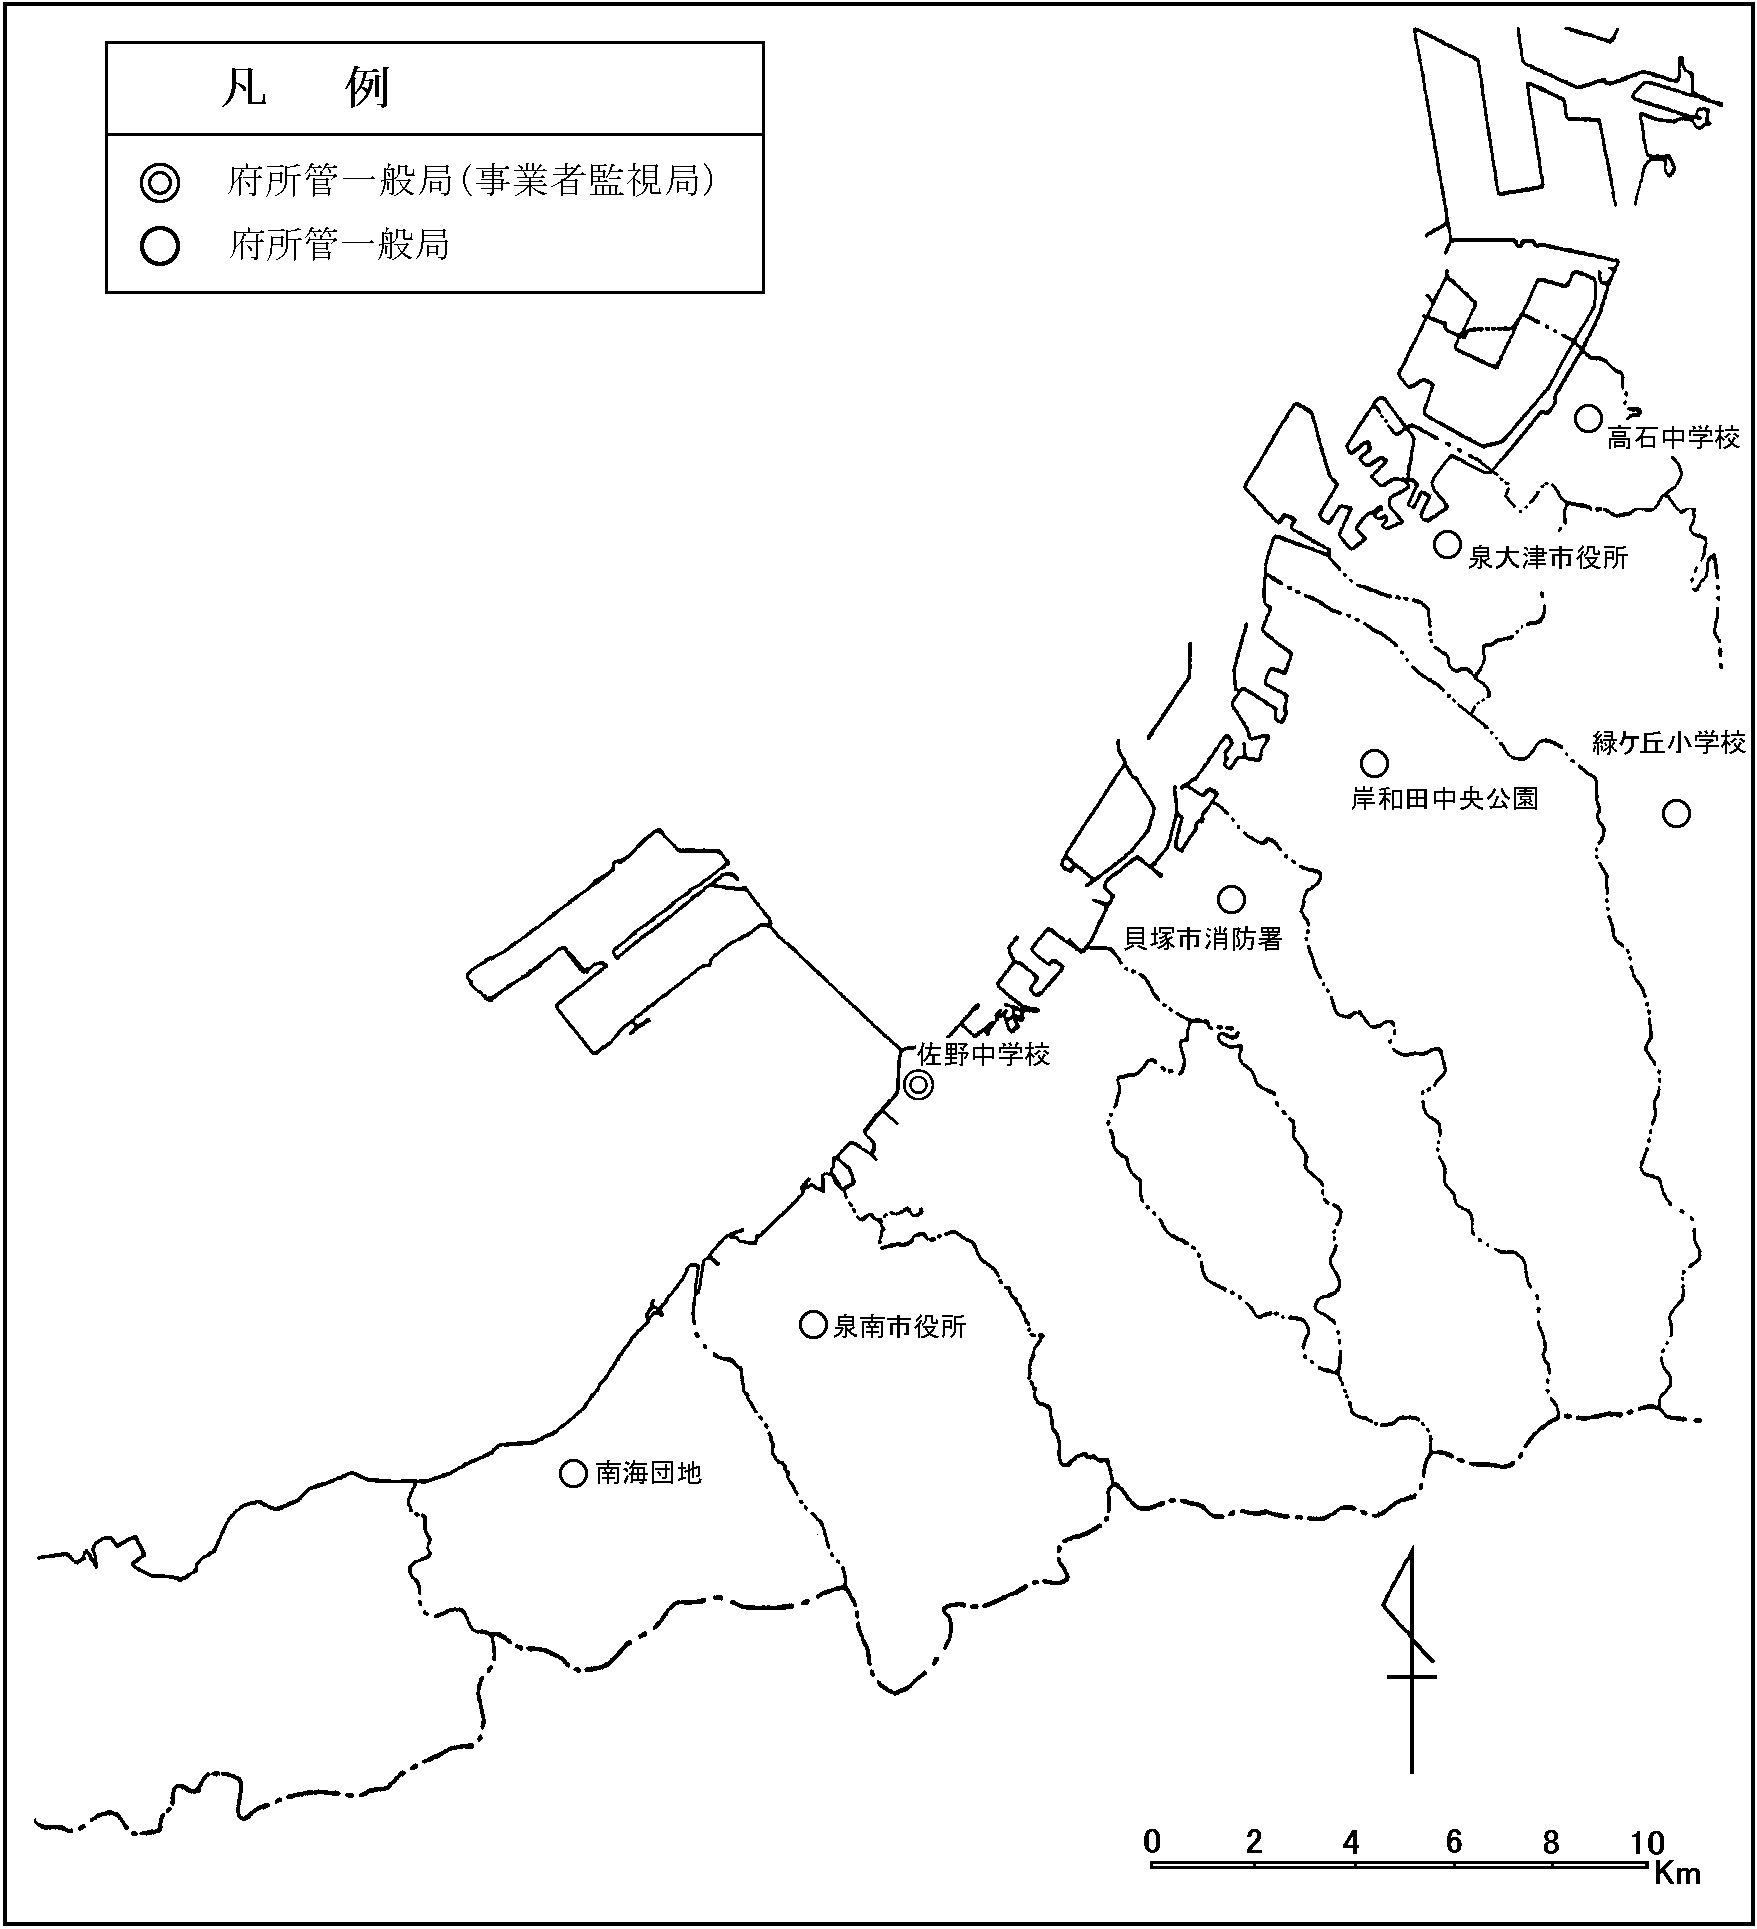 凡 例
府所管一般局(事業者監視局)
府所管一般局
高石中学校
泉大津市役所
緑ケ丘小学校
岸和田中央公園
貝塚市消防署
佐野中学校
泉南市役所
南海団地
0 2 4 6 8 10
Km